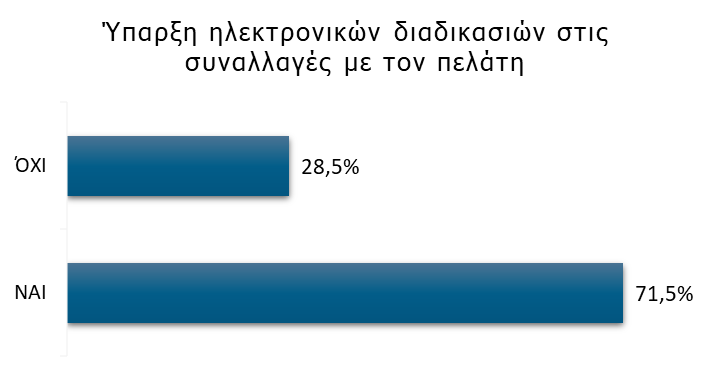 Ύπαρξη ηλεκτρονικών διαδικασιών στις
συναλλαγές με τον πελάτη
ΌΧΙ
28,5%
ΝΑΙ
71,5%